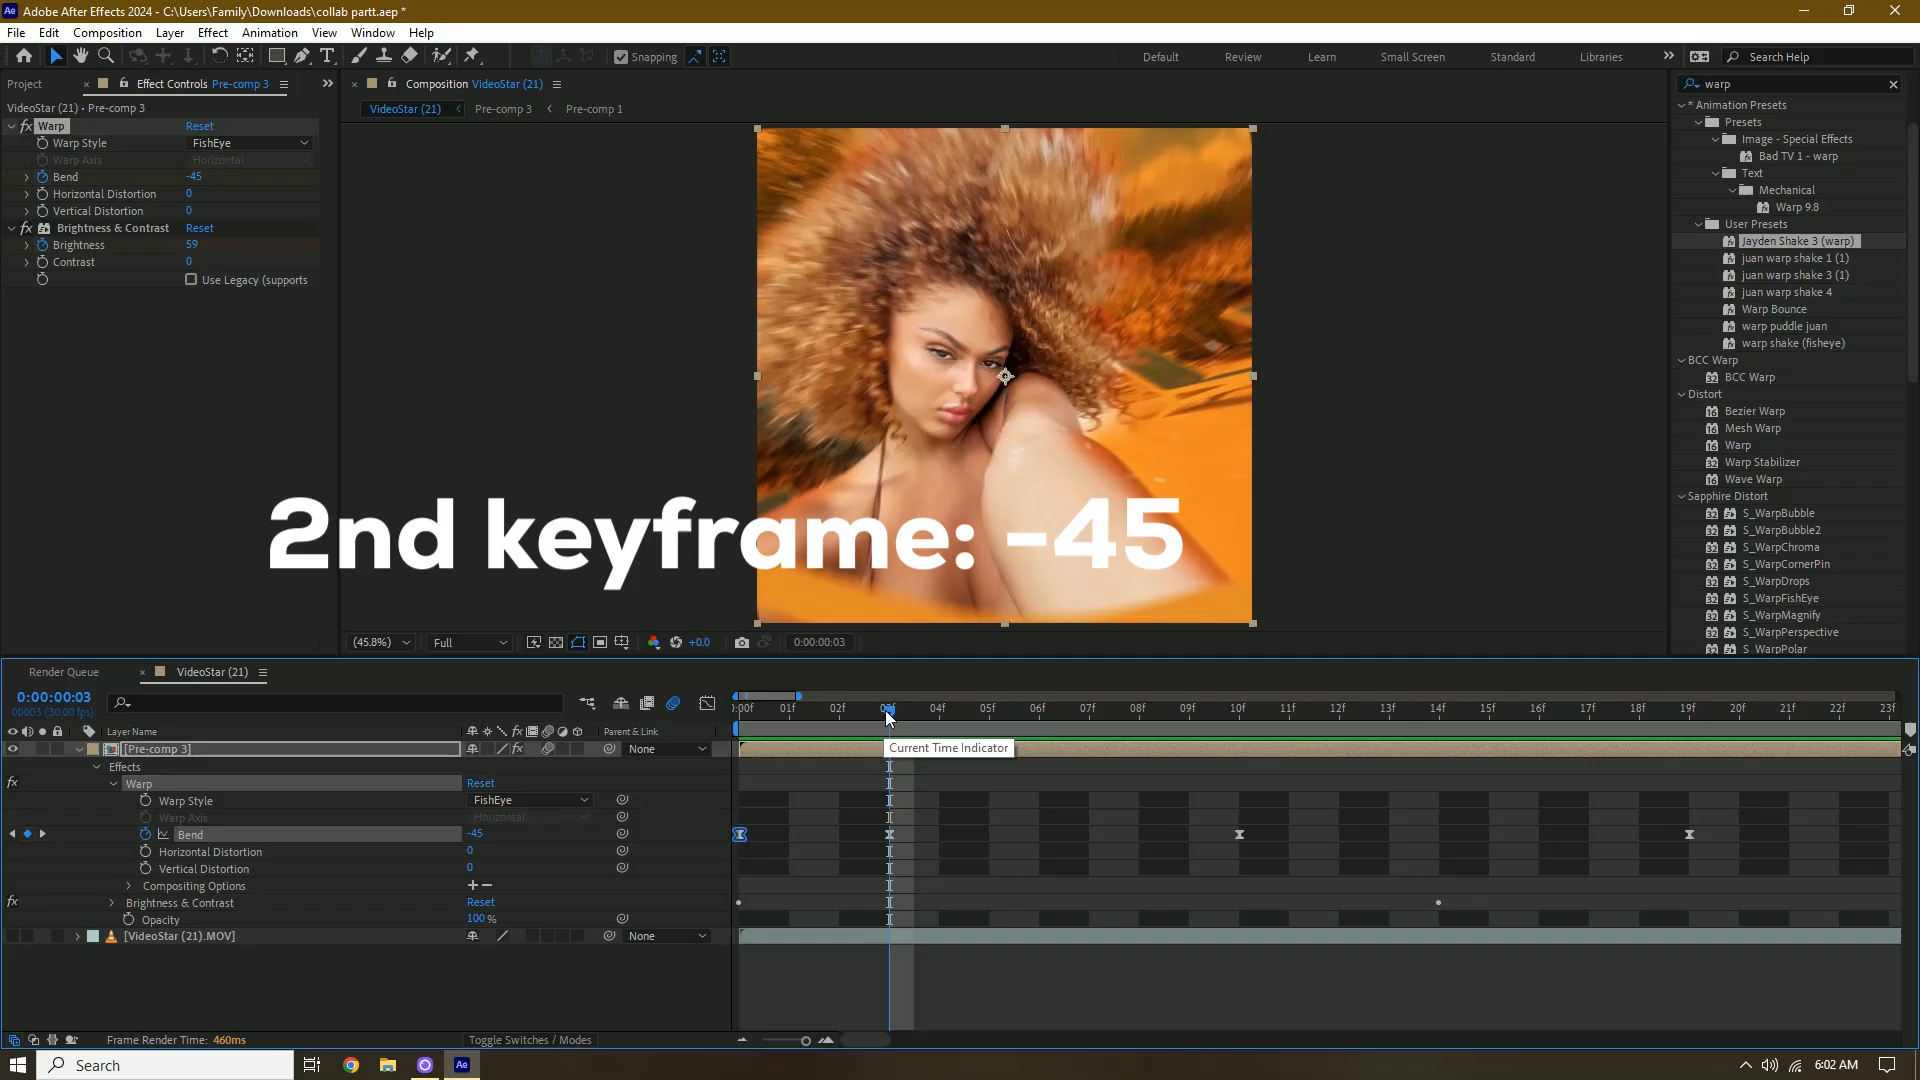 Adobe After Effects 2024 - C:\Users\Family\Downloads\collab partt.aep *
File Edit Composition Layer Effect Animation View Window Help
Snapping
Default Review Learn Small Screen Standard Libraries Search Help
Project Effect Controls Pre-comp 3
VideoStar (21) • Pre-comp 3
fx Warp Reset
Warp Style FishEye
Warp Axis Horizontal
Bend -45
Horizontal Distortion 0
Vertical Distortion 0
fx Brightness & Contrast Reset
Brightness 59
Contrast 0
Use Legacy (supports
Composition VideoStar (21)
VideoStar (21) Pre-comp 3 Pre-comp 1
2nd keyframe: -45
(45.8%) Full +0.0 0:00:00:03
warp
* Animation Presets
Presets
Image - Special Effects
Bad TV 1 - warp
Text
Mechanical
Warp 9.8
User Presets
Jayden Shake 3 (warp)
juan warp shake 1 (1)
juan warp shake 3 (1)
juan warp shake 4
Warp Bounce
warp puddle juan
warp shake (fisheye)
BCC Warp
BCC Warp
Distort
Bezier Warp
Mesh Warp
Warp
Warp Stabilizer
Wave Warp
Sapphire Distort
S_WarpBubble
S_WarpBubble2
S_WarpChroma
S_WarpCornerPin
S_WarpDrops
S_WarpFishEye
S_WarpMagnify
S_WarpPerspective
S_WarpPolar
Render Queue VideoStar (21)
0:00:00:03
00003 (30.00 fps)
:00f 01f 02f 03f 04f 05f 06f 07f 08f 09f 10f 11f 12f 13f 14f 15f 16f 17f 18f 19f 20f 21f 22f 23f
Layer Name Parent & Link
[Pre-comp 3] None
Current Time Indicator
Effects
fx Warp Reset
Warp Style FishEye
Warp Axis Horizontal
Bend -45
Horizontal Distortion 0
Vertical Distortion 0
Compositing Options
fx Brightness & Contrast Reset
Opacity 100 %
[VideoStar (21).MOV] None
Frame Render Time: 460ms Toggle Switches / Modes
Search 6:02 AM